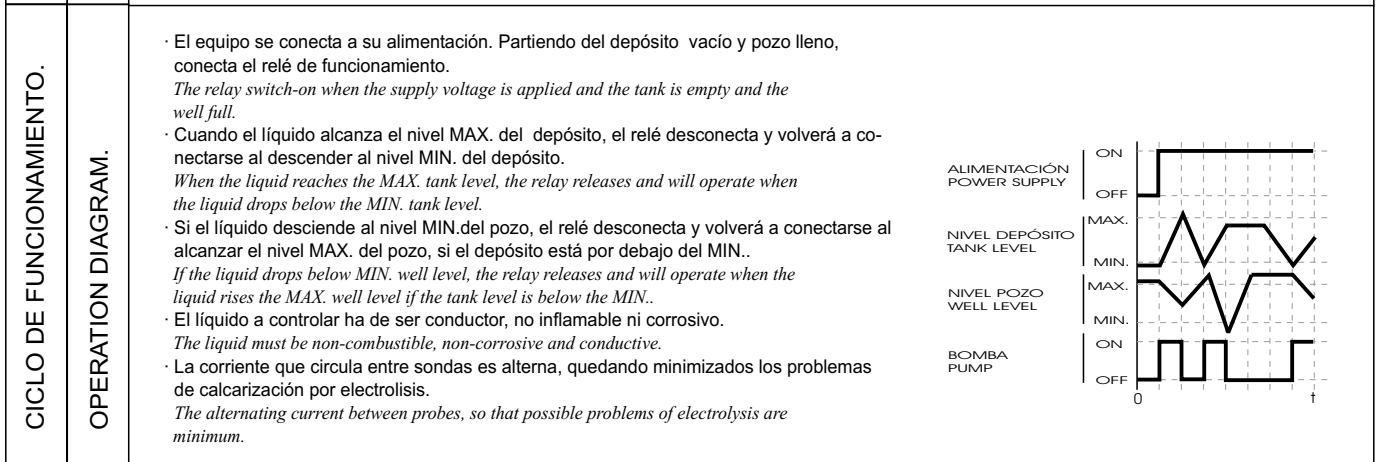 CICLO DE FUNCIONAMIENTO.
OPERATION DIAGRAM.
· El equipo se conecta a su alimentación. Partiendo del depósito vacío y pozo lleno,
conecta el relé de funcionamiento.
The relay switch-on when the supply voltage is applied and the tank is empty and the
well full.
· Cuando el líquido alcanza el nivel MAX. del depósito, el relé desconecta y volverá a co-
nectarse al descender al nivel MIN. del depósito.
When the liquid reaches the MAX. tank level, the relay releases and will operate when
the liquid drops below the MIN. tank level.
· Si el líquido desciende al nivel MIN.del pozo, el relé desconecta y volverá a conectarse al
alcanzar el nivel MAX. del pozo, si el depósito está por debajo del MIN..
If the liquid drops below MIN. well level, the relay releases and will operate when the
liquid rises the MAX. well level if the tank level is below the MIN..
· El líquido a controlar ha de ser conductor, no inflamable ni corrosivo.
The liquid must be non-combustible, non-corrosive and conductive.
· La corriente que circula entre sondas es alterna, quedando minimizados los problemas
de calcarización por electrolisis.
The alternating current between probes, so that possible problems of electrolysis are
minimum.
ON
ALIMENTACIÓN
POWER SUPPLY
OFF
MAX.
NIVEL DEPÓSITO
TANK LEVEL
MIN.
MAX.
NIVEL POZO
WELL LEVEL
MIN.
ON
BOMBA
PUMP
OFF
0 t